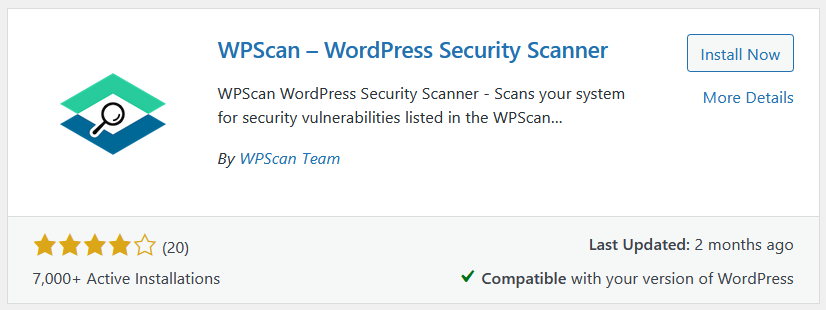 WPScan – WordPress Security Scanner
Install Now
WPScan WordPress Security Scanner - Scans your system
More Details
for security vulnerabilities listed in the WPScan...
By WPScan Team
(20)
Last Updated: 2 months ago
7,000+ Active Installations
Compatible with your version of WordPress